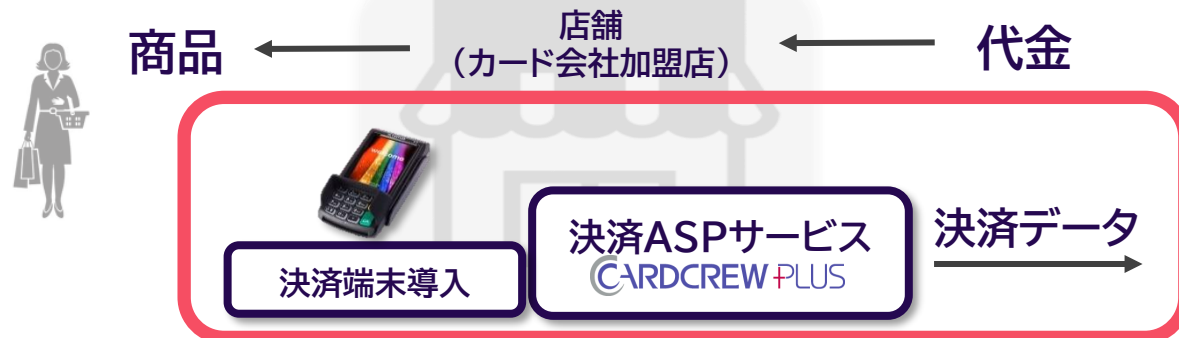 商品
店舗
（カード会社加盟店）
代金
welcome
決済端末導入
決済ASPサービス
CARDCREW PLUS
決済データ